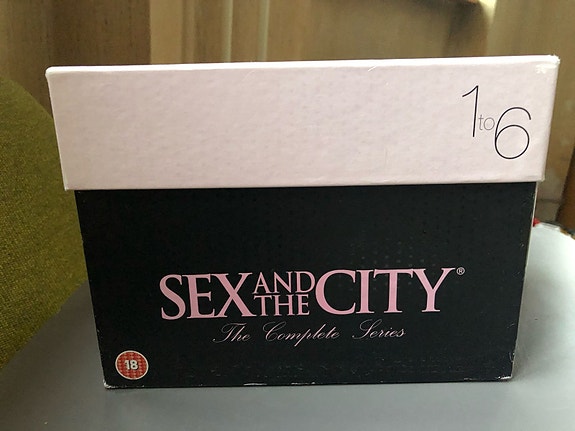 1 to 6
SEX AND THE CITY®
The Complete Series
18